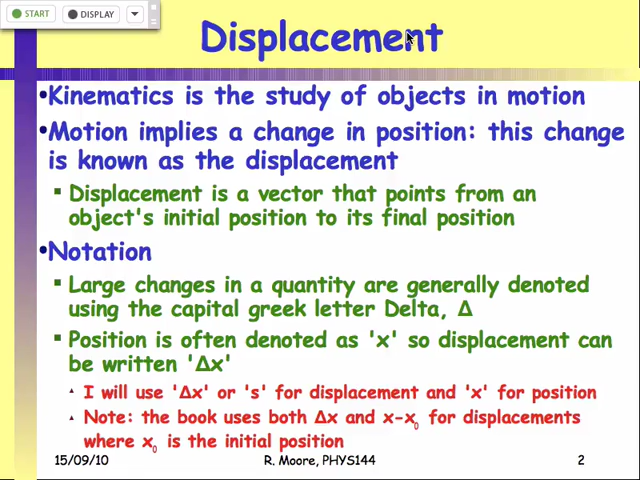 START DISPLAY
Displacement
•Kinematics is the study of objects in motion
•Motion implies a change in position: this change
is known as the displacement
▪ Displacement is a vector that points from an
object's initial position to its final position
•Notation
▪ Large changes in a quantity are generally denoted
using the capital greek letter Delta, Δ
▪ Position is often denoted as 'x' so displacement can
be written 'Δx'
▴ I will use 'Δx' or 's' for displacement and 'x' for position
▴ Note: the book uses both Δx and x-x₀ for displacements
where x₀ is the initial position
15/09/10 R. Moore, PHYS144 2